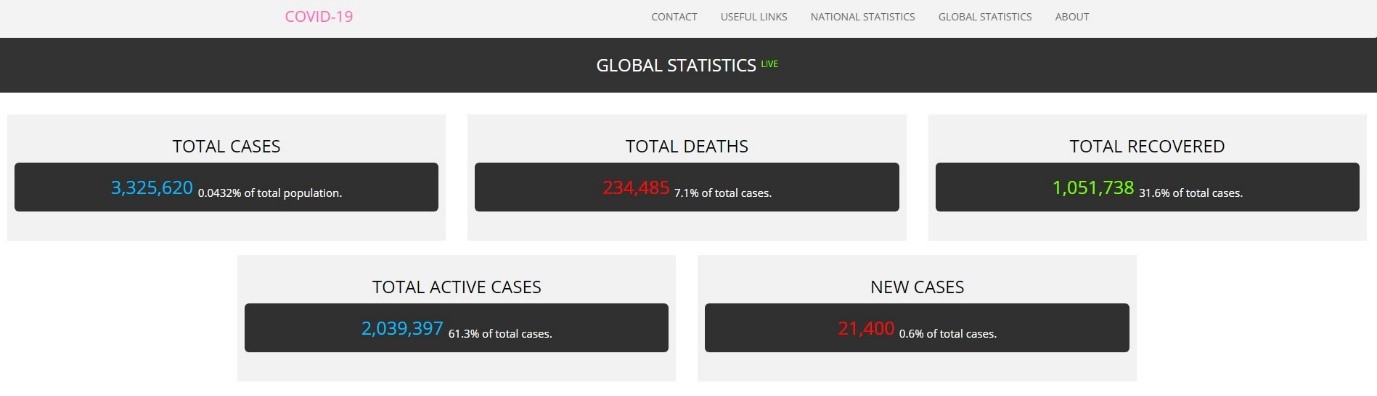 COVID-19 CONTACT USEFUL LINKS NATIONAL STATISTICS GLOBAL STATISTICS ABOUT
GLOBAL STATISTICS LIVE
TOTAL CASES
3,325,620 0.0432% of total population.
TOTAL DEATHS
234,485 7.1% of total cases.
TOTAL RECOVERED
1,051,738 31.6% of total cases.
TOTAL ACTIVE CASES
2,039,397 61.3% of total cases.
NEW CASES
21,400 0.6% of total cases.